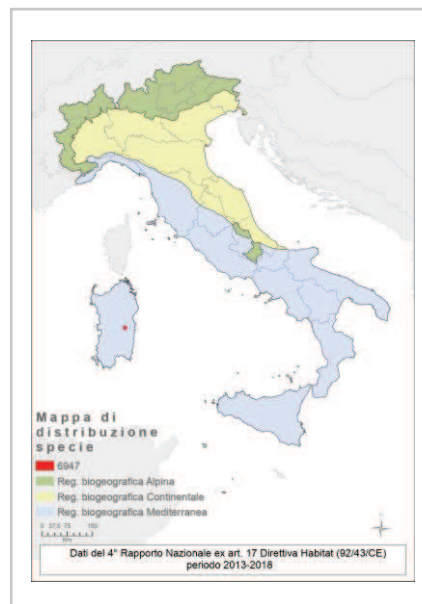 Mappa di
distribuzione
specie
6947
Reg. biogeografica Alpina
Reg. biogeografica Continentale
Reg. biogeografica Mediterranea
0 37,5 75 150
Km
Dati del 4° Rapporto Nazionale ex art. 17 Direttiva Habitat (92/43/CE)
periodo 2013-2018